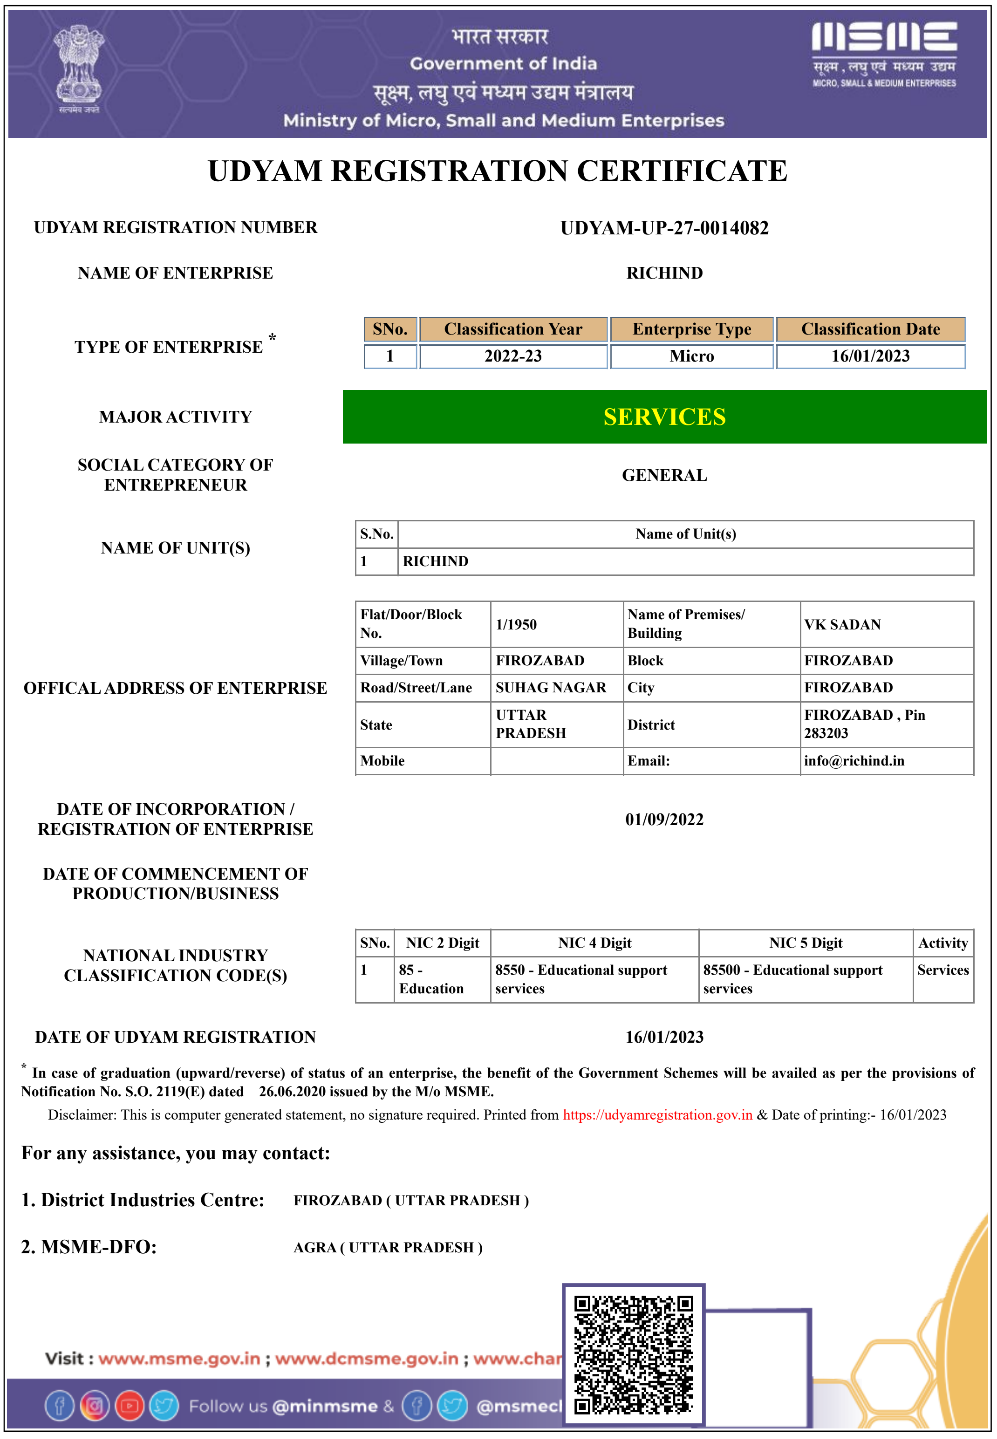 भारत सरकार
Government of India
सूक्ष्म, लघु एवं मध्यम उद्यम मंत्रालय
Ministry of Micro, Small and Medium Enterprises
सत्यमेव जयते
MSME
सूक्ष्म, लघु एवं मध्यम उद्यम
MICRO, SMALL & MEDIUM ENTERPRISES
UDYAM REGISTRATION CERTIFICATE
UDYAM REGISTRATION NUMBER UDYAM-UP-27-0014082
NAME OF ENTERPRISE RICHIND
TYPE OF ENTERPRISE *
SNo. Classification Year Enterprise Type Classification Date
1 2022-23 Micro 16/01/2023
MAJOR ACTIVITY SERVICES
SOCIAL CATEGORY OF
ENTREPRENEUR
GENERAL
NAME OF UNIT(S)
S.No. Name of Unit(s)
1 RICHIND
OFFICAL ADDRESS OF ENTERPRISE
Flat/Door/Block
No.
1/1950
Name of Premises/
Building
VK SADAN
Village/Town FIROZABAD Block FIROZABAD
Road/Street/Lane SUHAG NAGAR City FIROZABAD
State
UTTAR
PRADESH
District
FIROZABAD , Pin
283203
Mobile Email: info@richind.in
DATE OF INCORPORATION /
REGISTRATION OF ENTERPRISE
01/09/2022
DATE OF COMMENCEMENT OF
PRODUCTION/BUSINESS
NATIONAL INDUSTRY
CLASSIFICATION CODE(S)
SNo. NIC 2 Digit NIC 4 Digit NIC 5 Digit Activity
1
85 -
Education
8550 - Educational support
services
85500 - Educational support
services
Services
DATE OF UDYAM REGISTRATION 16/01/2023
* In case of graduation (upward/reverse) of status of an enterprise, the benefit of the Government Schemes will be availed as per the provisions of
Notification No. S.O. 2119(E) dated 26.06.2020 issued by the M/o MSME.
Disclaimer: This is computer generated statement, no signature required. Printed from https://udyamregistration.gov.in & Date of printing:- 16/01/2023
For any assistance, you may contact:
1. District Industries Centre: FIROZABAD ( UTTAR PRADESH )
2. MSME-DFO: AGRA ( UTTAR PRADESH )
Visit : www.msme.gov.in ; www.dcmsme.gov.in ; www.char
Follow us @minmsme & @msmecl